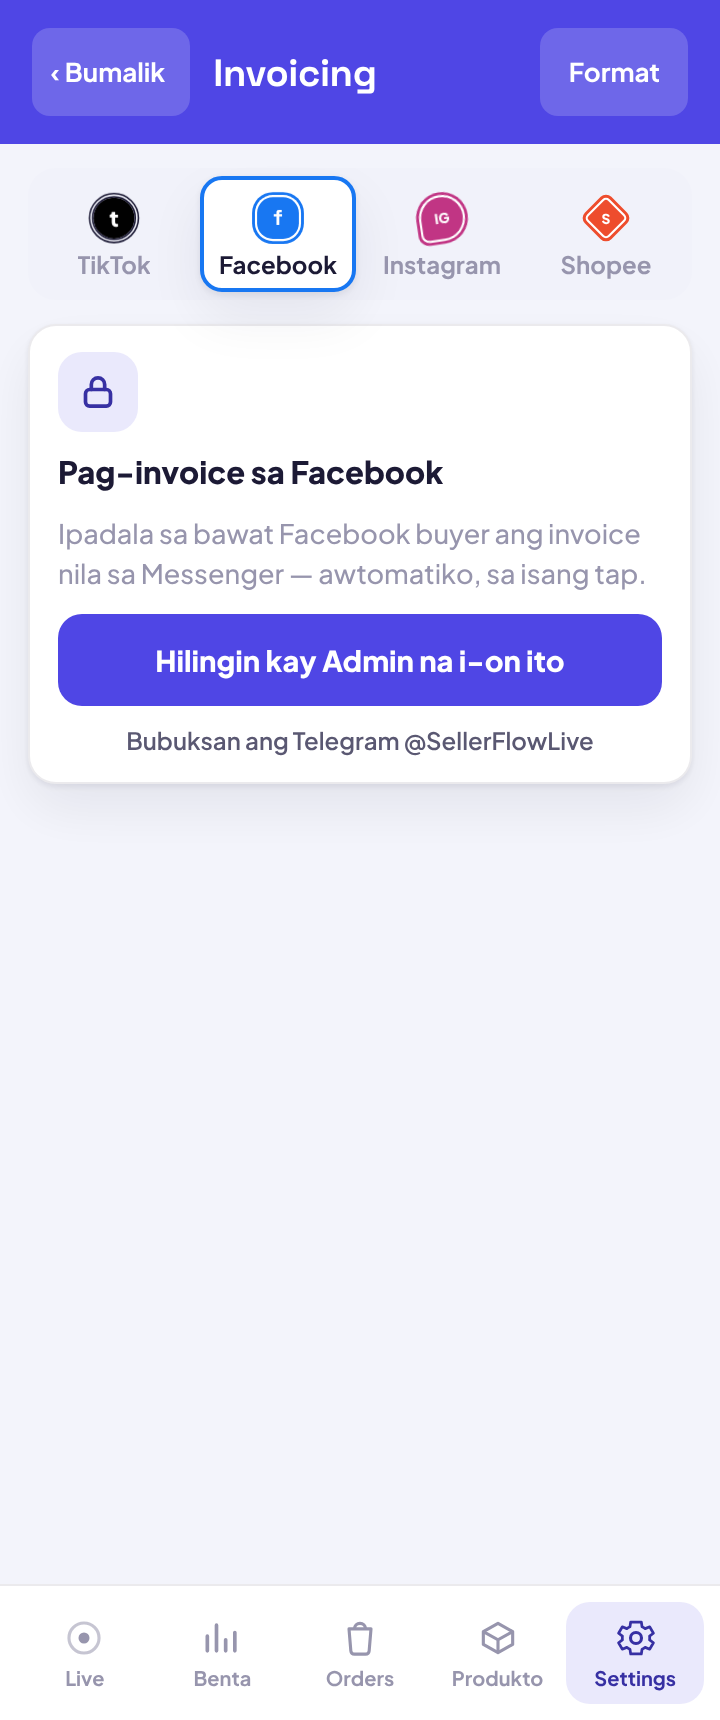 ‹ Bumalik
Invoicing
Format
t
f
IG
S
TikTok
Facebook
Instagram
Shopee
Pag-invoice sa Facebook
Ipadala sa bawat Facebook buyer ang invoice
nila sa Messenger — awtomatiko, sa isang tap.
Hilingin kay Admin na i-on ito
Bubuksan ang Telegram @SellerFlowLive
Live
Benta
Orders
Produkto
Settings